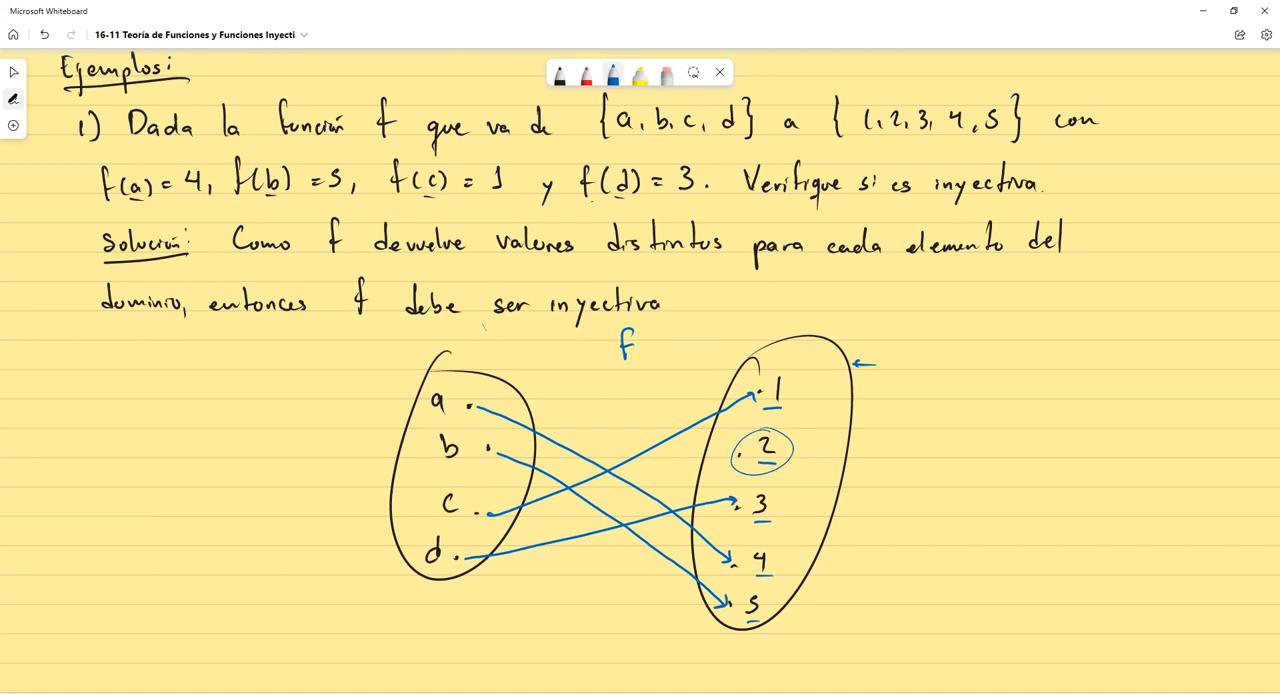 Microsoft Whiteboard
16-11 Teoría de Funciones y Funciones Inyecti
Ejemplos:
1) Dada la función f que va de {a, b, c, d} a {1, 2, 3, 4, 5} con
f(a) = 4, f(b) = 5, f(c) = 1 y f(d) = 3. Verifique si es inyectiva.
Solución: Como f devuelve valores distintos para cada elemento del
dominio, entonces f debe ser inyectiva
f
a
b
c
d
1
2
3
4
5